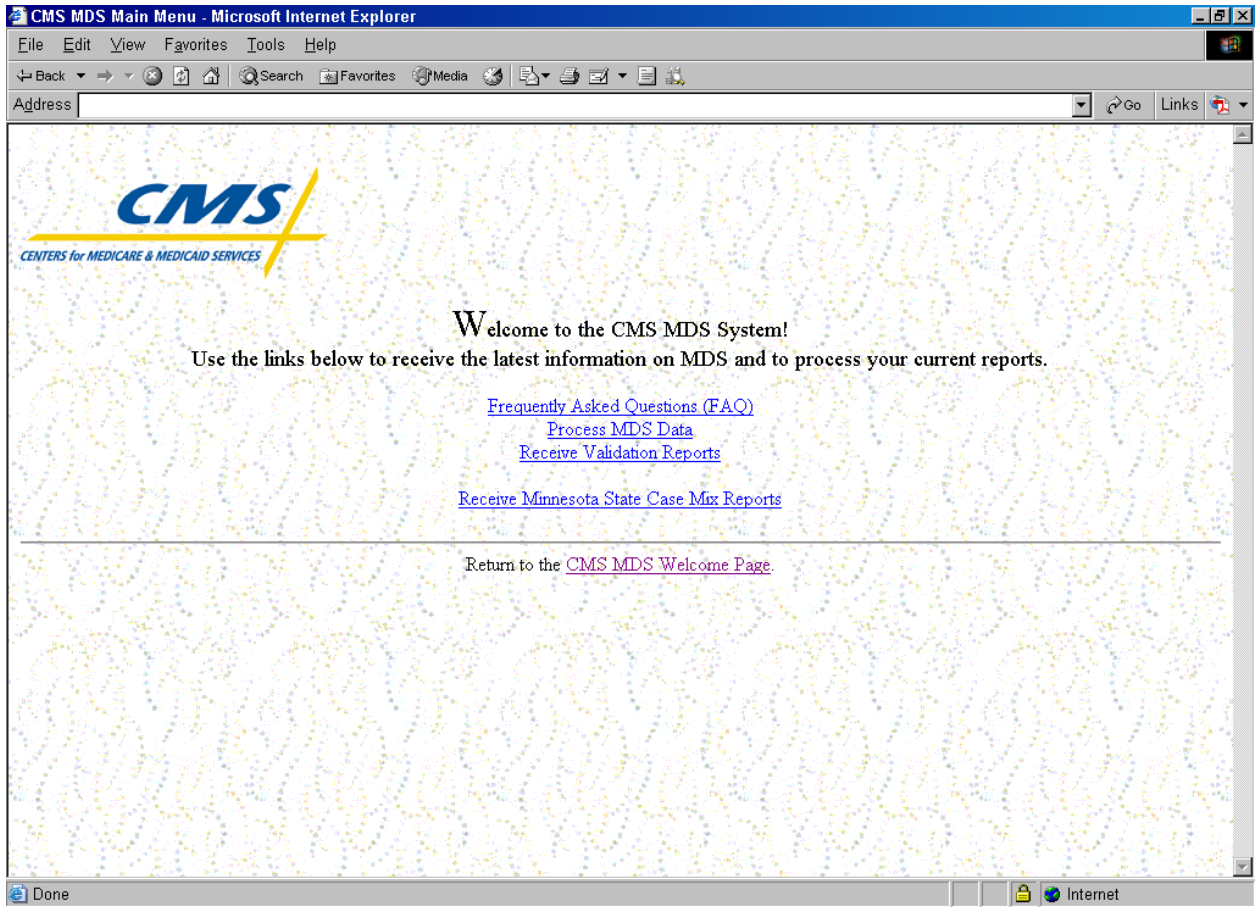 CMS MDS Main Menu - Microsoft Internet Explorer
File Edit View Favorites Tools Help
Back Search Favorites Media
Address Go Links
CMS
CENTERS for MEDICARE & MEDICAID SERVICES
Welcome to the CMS MDS System!
Use the links below to receive the latest information on MDS and to process your current reports.
Frequently Asked Questions (FAQ)
Process MDS Data
Receive Validation Reports
Receive Minnesota State Case Mix Reports
Return to the CMS MDS Welcome Page.
Done Internet